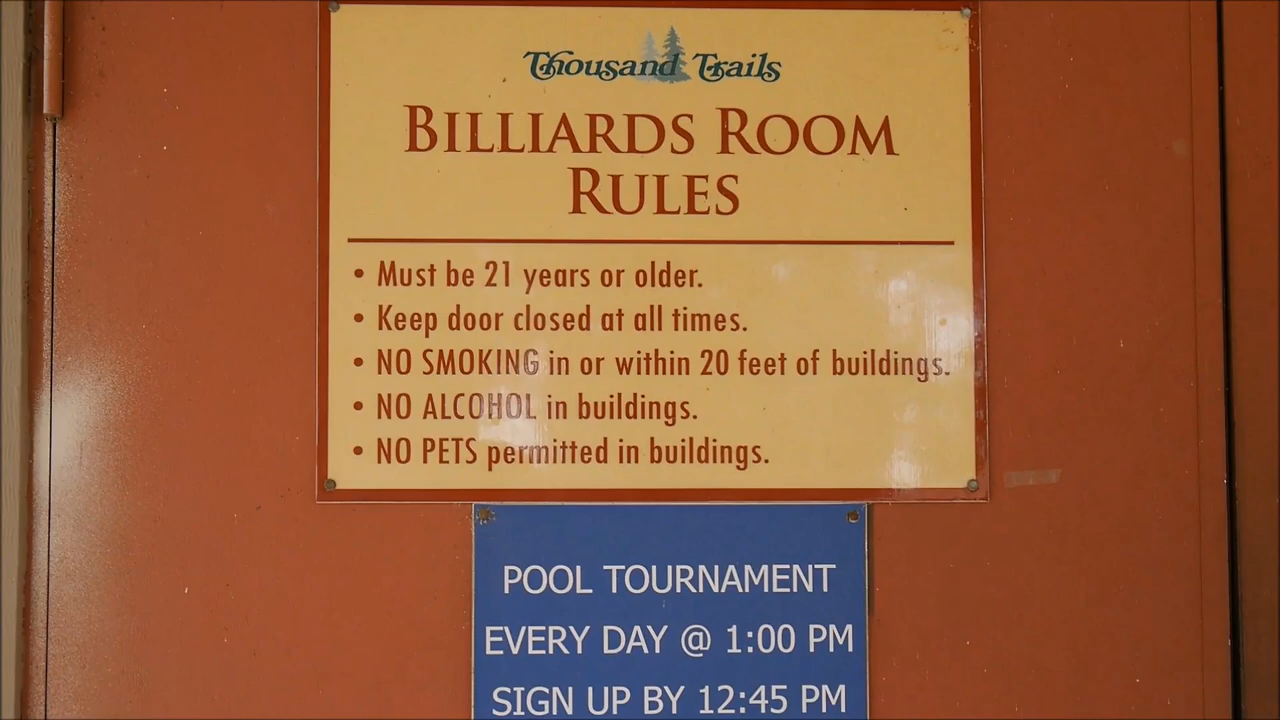 Thousand Trails
BILLIARDS ROOM
RULES
• Must be 21 years or older.
• Keep door closed at all times.
• NO SMOKING in or within 20 feet of buildings.
• NO ALCOHOL in buildings.
• NO PETS permitted in buildings.
POOL TOURNAMENT
EVERY DAY @ 1:00 PM
SIGN UP BY 12:45 PM